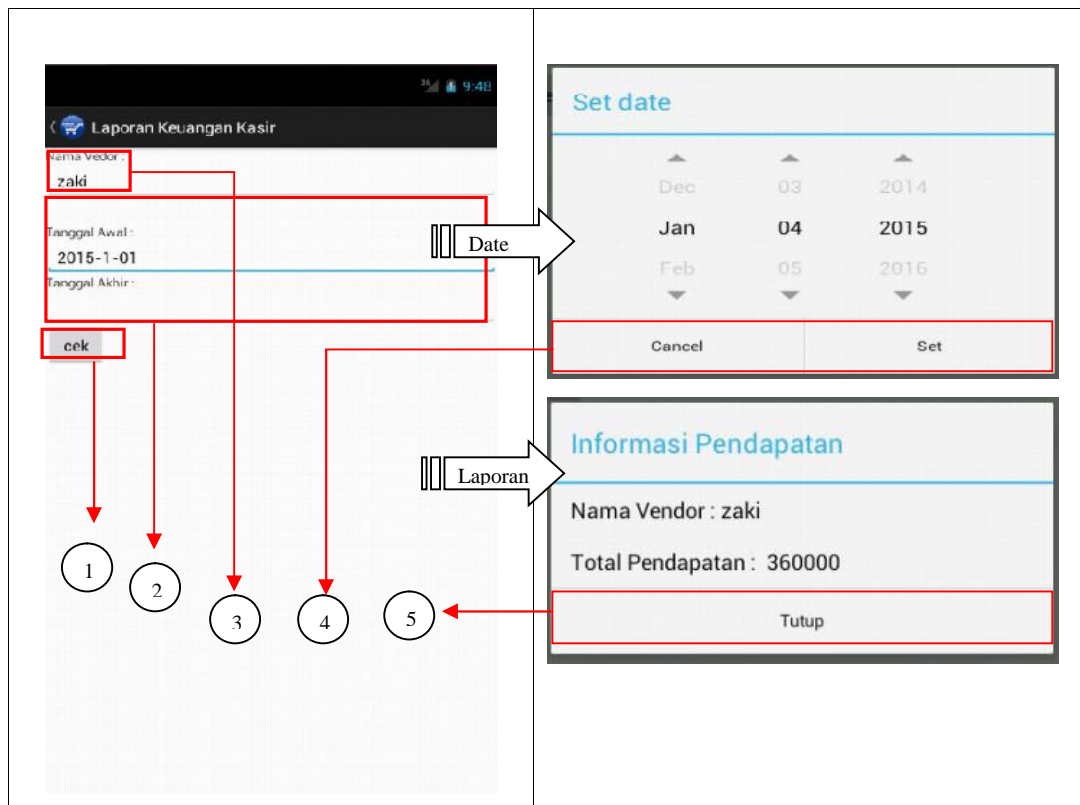 36 9:48
Laporan Keuangan Kasir
Nama Vedor :
zaki
Tanggal Awal :
2015-1-01
Tanggal Akhir :
cek
Date
Laporan
1
2
3
4
5
Set date
Dec 03 2014
Jan 04 2015
Feb 05 2016
Cancel Set
Informasi Pendapatan
Nama Vendor : zaki
Total Pendapatan : 360000
Tutup